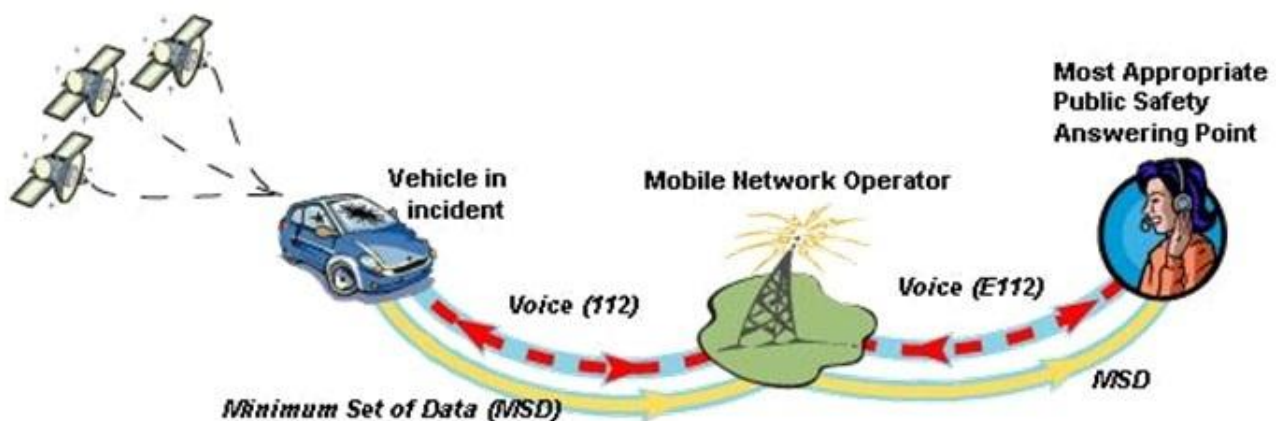 Most Appropriate
Public Safety
Answering Point
Vehicle in
incident
Mobile Network Operator
Voice (112)
Voice (E112)
Minimum Set of Data (MSD)
MSD